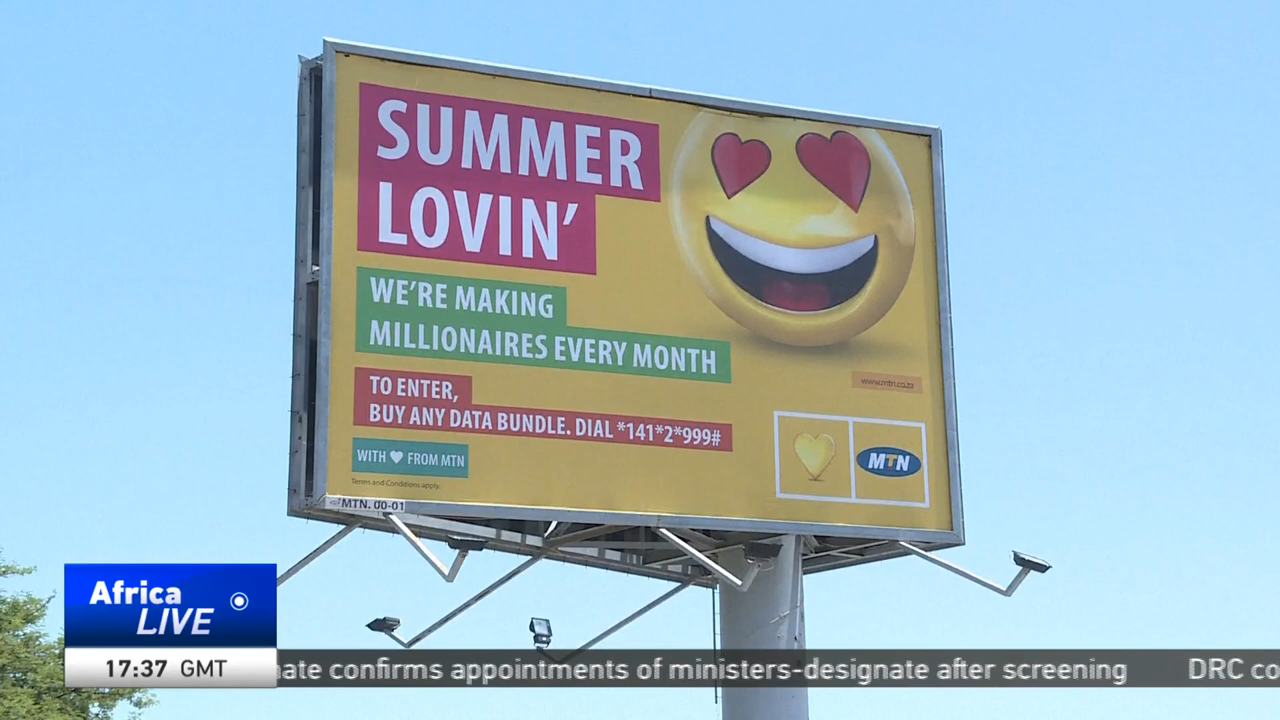 SUMMER
LOVIN'
WE'RE MAKING
MILLIONAIRES EVERY MONTH
TO ENTER,
BUY ANY DATA BUNDLE. DIAL *141*2*999#
WITH ♥ FROM MTN
Terms and Conditions apply.
www.mtn.co.za
MTN
MTN. 00-01
Africa
LIVE
17:37 GMT
nate confirms appointments of ministers-designate after screening DRC co